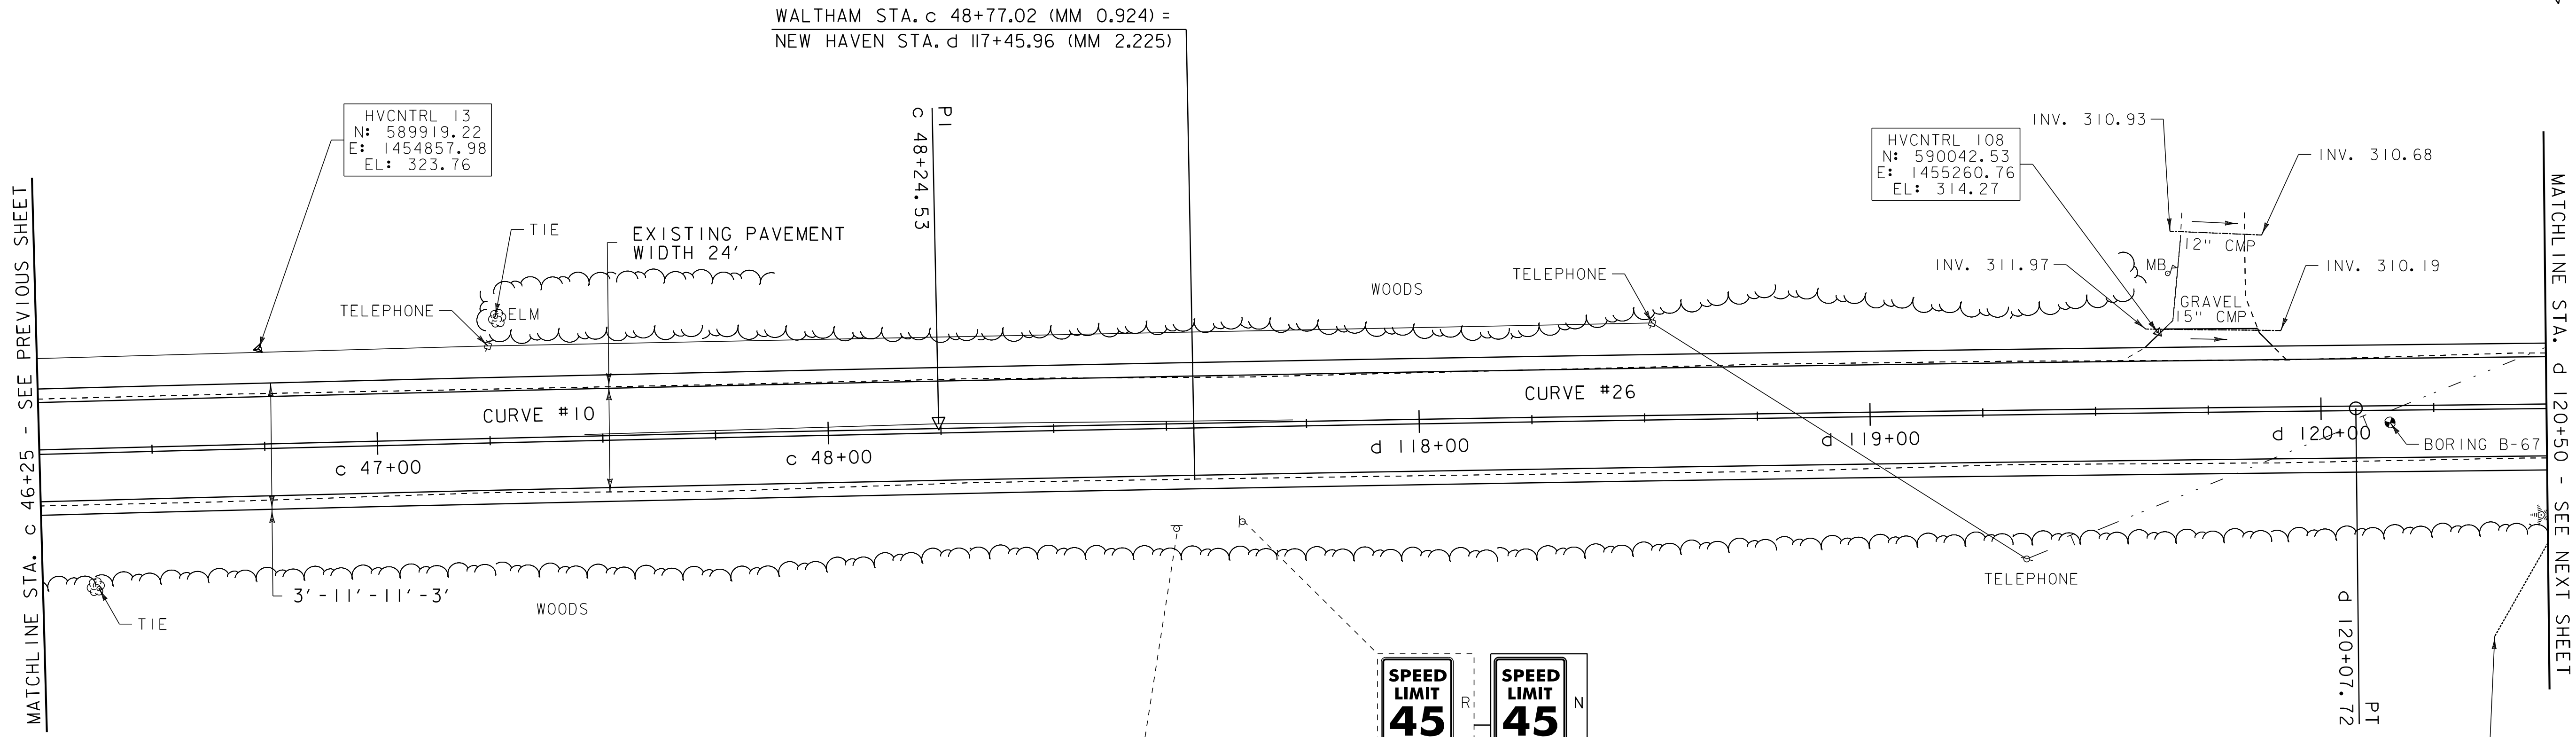 WALTHAM STA. c 48+77.02 (MM 0.924) =
NEW HAVEN STA. d 117+45.96 (MM 2.225)
HVCNTRL 13
N: 589919.22
E: 1454857.98
EL: 323.76
PI
c 48+24.53
INV. 310.93
HVCNTRL 108
N: 590042.53
E: 1455260.76
EL: 314.27
INV. 310.68
TIE
EXISTING PAVEMENT
WIDTH 24'
12" CMP
MB
INV. 311.97
INV. 310.19
TELEPHONE
WOODS
TELEPHONE
ELM
GRAVEL
15" CMP
MATCHLINE STA. c 46+25 - SEE PREVIOUS SHEET
MATCHLINE STA. d 120+50 - SEE NEXT SHEET
CURVE #10
CURVE #26
c 47+00
c 48+00
d 118+00
d 119+00
d 120+00
BORING B-67
3'-11'-11'-3'
WOODS
TIE
TELEPHONE
d 120+07.72
PT
SPEED
LIMIT
45
R
SPEED
LIMIT
45
N